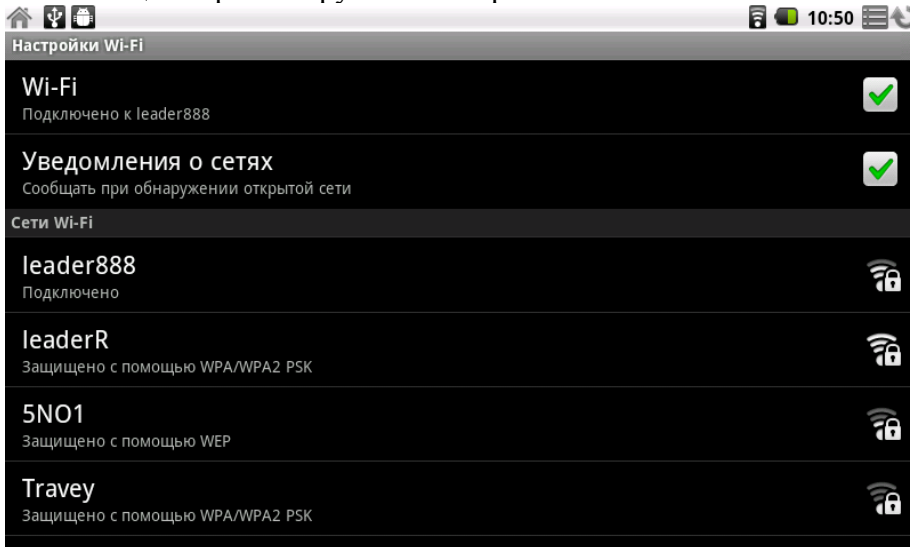 10:50
Настройки Wi-Fi
Wi-Fi
Подключено к leader888
Уведомления о сетях
Сообщать при обнаружении открытой сети
Сети Wi-Fi
leader888
Подключено
leaderR
Защищено с помощью WPA/WPA2 PSK
5NO1
Защищено с помощью WEP
Travey
Защищено с помощью WPA/WPA2 PSK